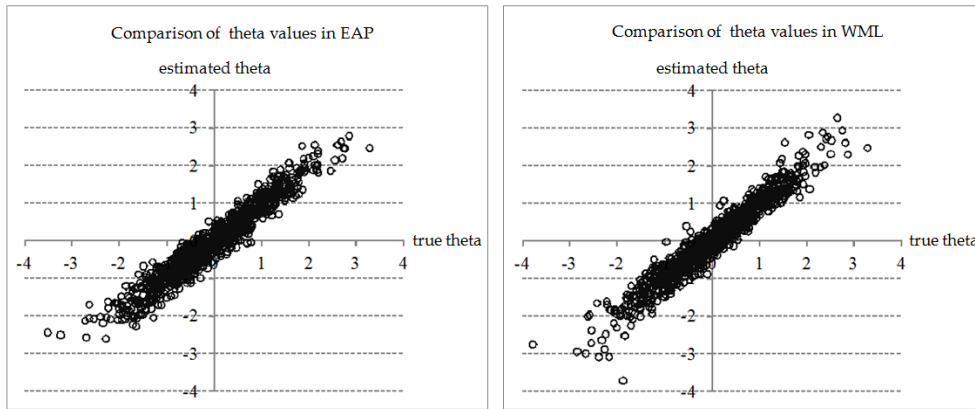 Comparison of theta values in EAP
estimated theta
4
3
2
1
-4 -3 -2 -1 0 1 2 3 4 true theta
-1
-2
-3
-4
Comparison of theta values in WML
estimated theta
4
3
2
1
-4 -3 -2 -1 0 1 2 3 4 true theta
-1
-2
-3
-4